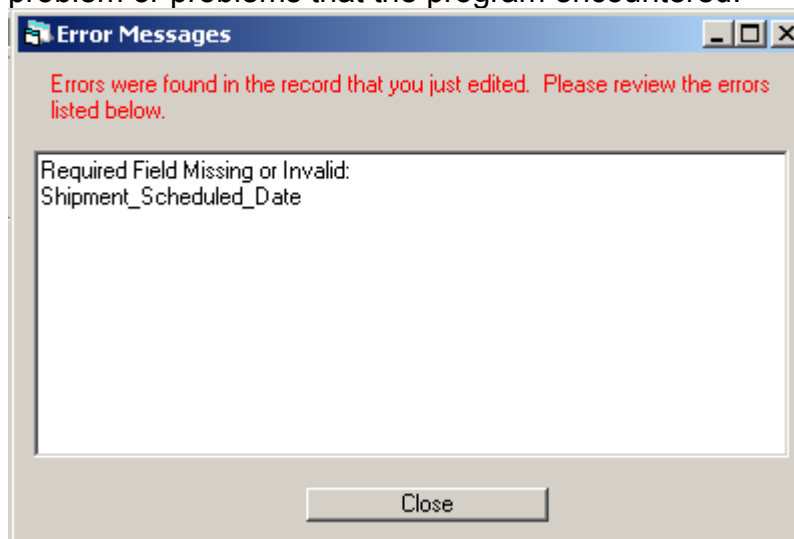 problem or problems that the program encountered.
Error Messages
Errors were found in the record that you just edited.  Please review the errors
listed below.
Required Field Missing or Invalid:
Shipment_Scheduled_Date
Close